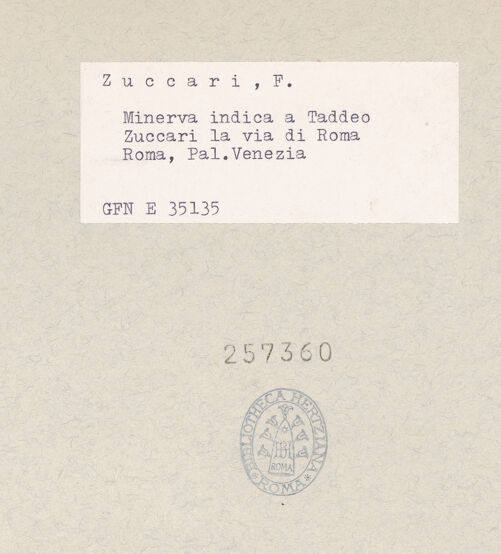 Zuccari, F.
Minerva indica a Taddeo
Zuccari la via di Roma
Roma, Pal.Venezia
GFN E 35135
257360
BIBLIOTHECA HERTZIANA
ROMA
ROMA